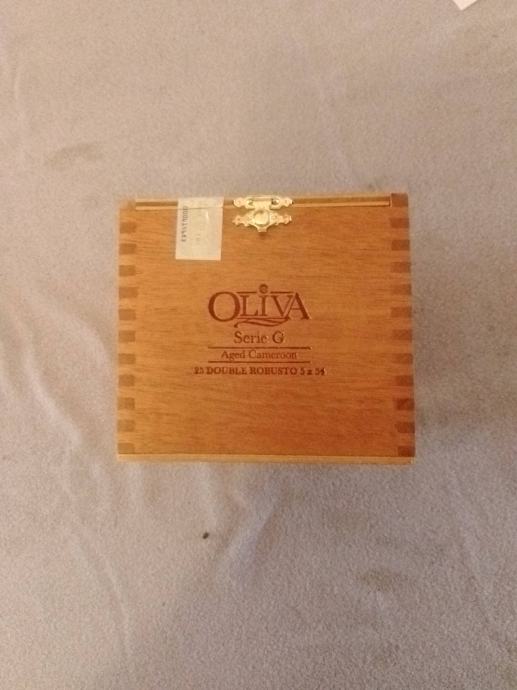 OLIVA
Serie G
Aged Cameroon
25 DOUBLE ROBUSTO 5 x 54